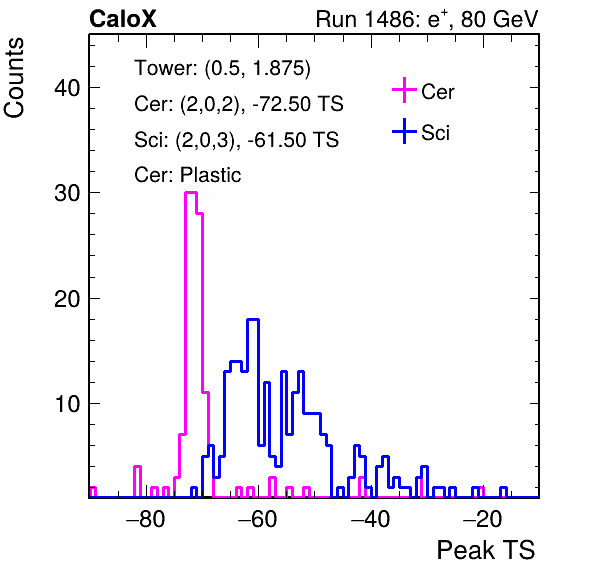 CaloX Run 1486: e⁺, 80 GeV
Counts
Tower: (0.5, 1.875)
Cer: (2,0,2), -72.50 TS
Sci: (2,0,3), -61.50 TS
Cer: Plastic
Cer
Sci
40
30
20
10
−80 −60 −40 −20
Peak TS